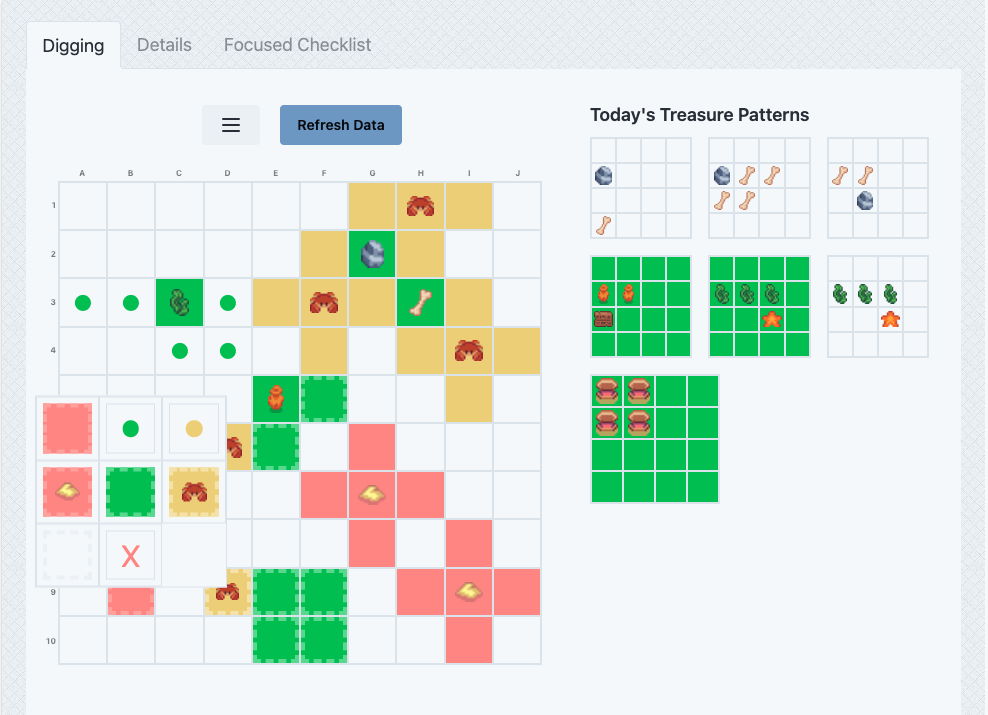 Digging Details Focused Checklist
Refresh Data
Today's Treasure Patterns
A B C D E F G H I J
1
2
3
4
9
10
X